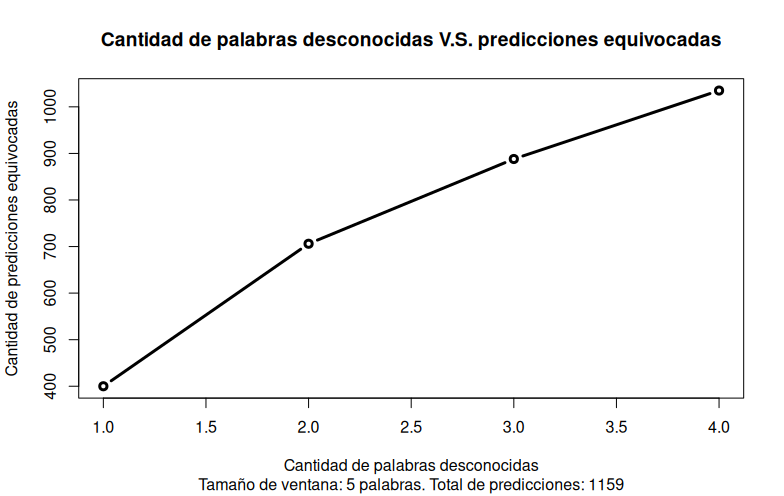 Cantidad de palabras desconocidas V.S. predicciones equivocadas
Cantidad de predicciones equivocadas
1000
900
800
700
600
500
400
1.0 1.5 2.0 2.5 3.0 3.5 4.0
Cantidad de palabras desconocidas
Tamaño de ventana: 5 palabras. Total de predicciones: 1159